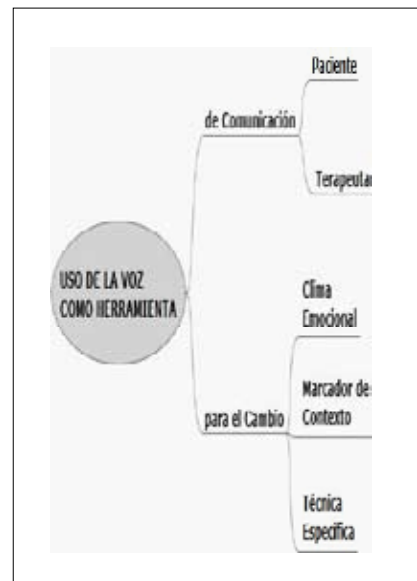 Paciente
de Comunicación
Terapeuta
USO DE LA VOZ
COMO HERRAMIENTA
Clima
Emocional
Marcador de
Contexto
para el Cambio
Técnica
Específica